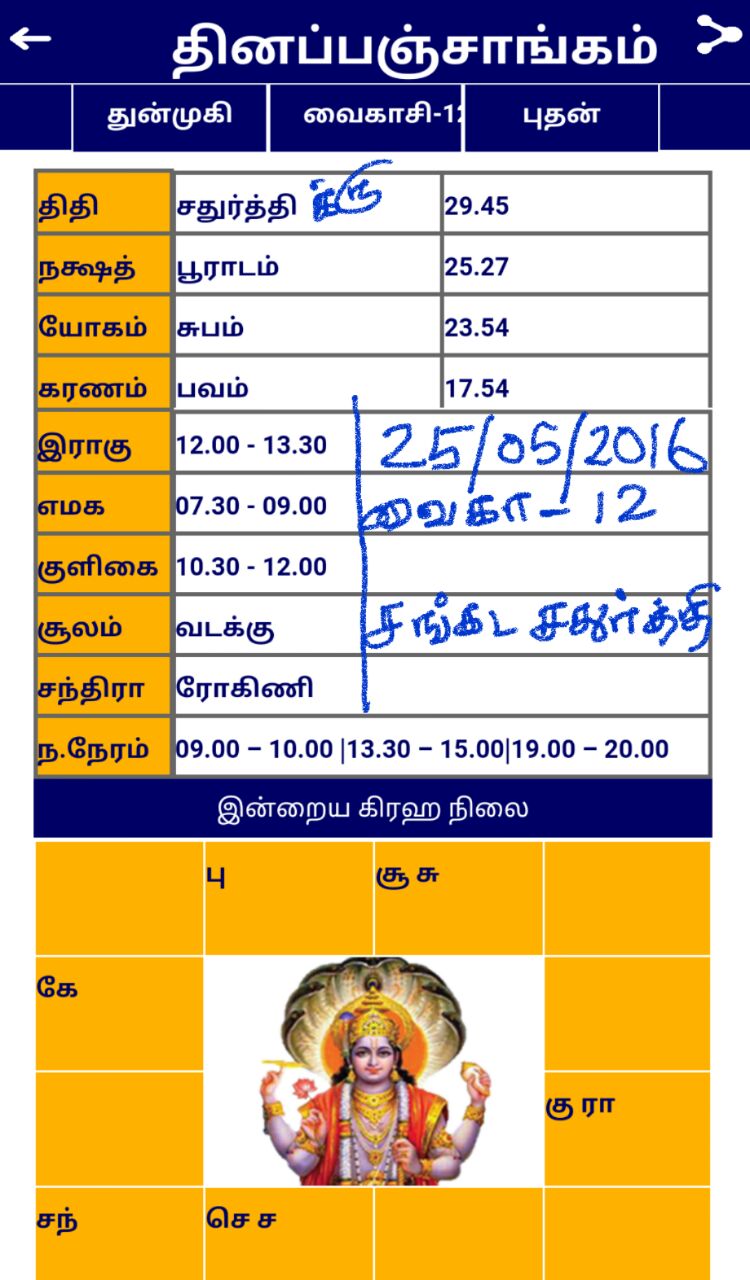 தினப்பஞ்சாங்கம்
துன்முகி வைகாசி-12 புதன்
திதி சதுர்த்தி 29.45
நக்ஷத் பூராடம் 25.27
யோகம் சுபம் 23.54
கரணம் பவம் 17.54
இராகு 12.00 - 13.30 25/05/2016
எமக 07.30 - 09.00 வைகா - 12
குளிகை 10.30 - 12.00
சூலம் வடக்கு சங்கட சதுர்த்தி
சந்திரா ரோகிணி
ந.நேரம் 09.00 – 10.00 |13.30 – 15.00|19.00 – 20.00
இன்றைய கிரஹ நிலை
பு சூ சு
கே
கு ரா
சந் செ ச